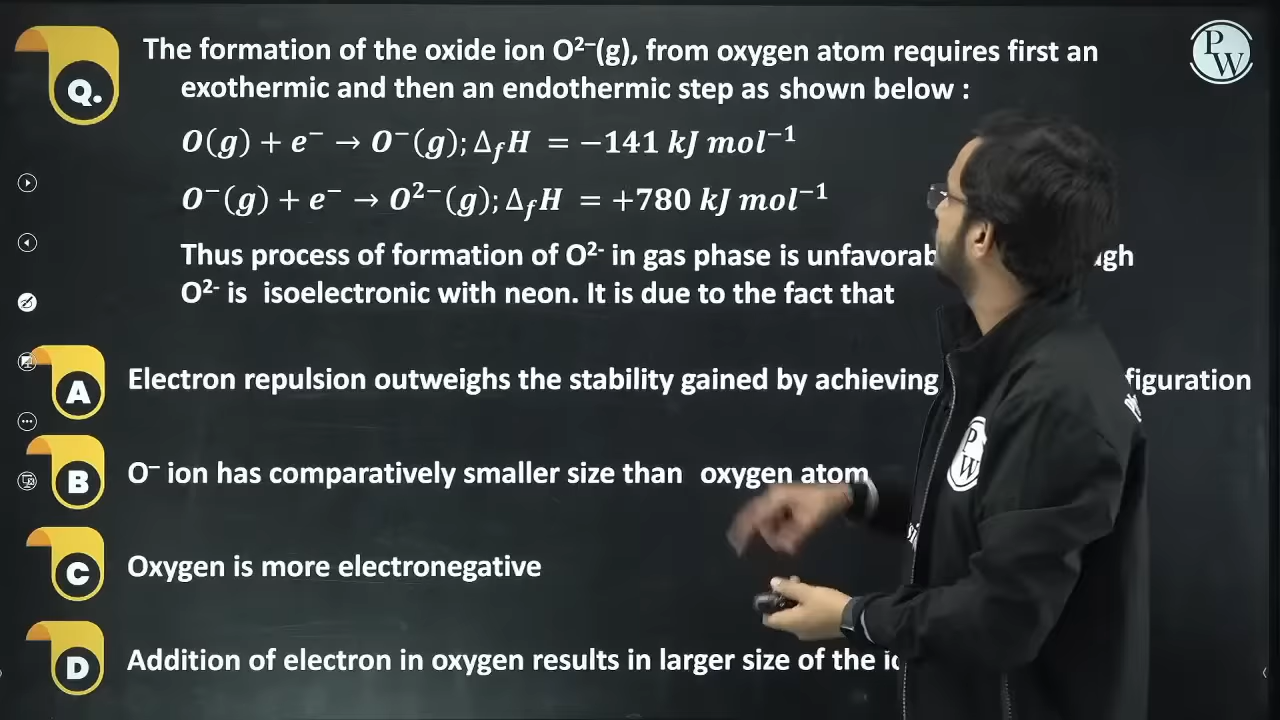 P
W
Q.
The formation of the oxide ion O²⁻(g), from oxygen atom requires first an
exothermic and then an endothermic step as shown below :
O(g) + e⁻ → O⁻(g); Δ_fH = −141 kJ mol⁻¹
O⁻(g) + e⁻ → O²⁻(g); Δ_fH = +780 kJ mol⁻¹
Thus process of formation of O²⁻ in gas phase is
O²⁻ is isoelectronic with neon. It is due to the fact that
A
Electron repulsion outweighs the stability gained by achieving
B
O⁻ ion has comparatively smaller size than oxygen atom
P
W
C
Oxygen is more electronegative
D
Addition of electron in oxygen results in larger size of the